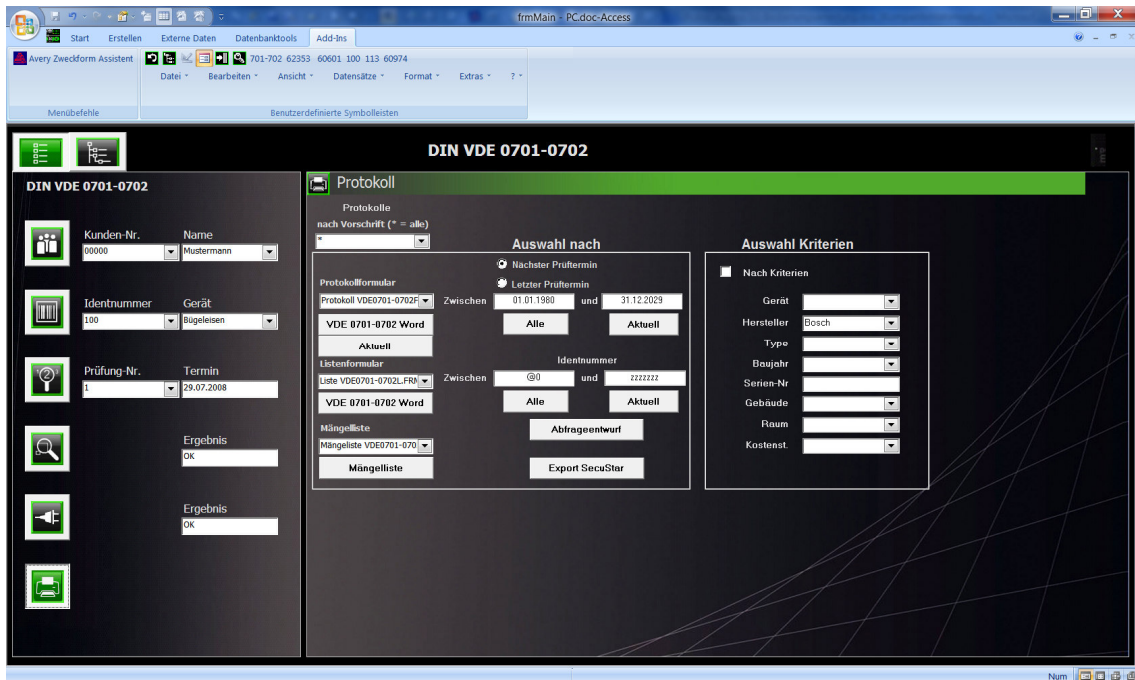 frmMain - PC.doc-Access
Start Erstellen Externe Daten Datenbanktools Add-Ins
Avery Zweckform Assistent 701-702 62353 60601 100 113 60974
Datei Bearbeiten Ansicht Datensätze Format Extras ?
Menübefehle Benutzerdefinierte Symbolleisten
DIN VDE 0701-0702
DIN VDE 0701-0702
Kunden-Nr. Name
00000 Mustermann
Identnummer Gerät
100 Bügeleisen
Prüfung-Nr. Termin
1 29.07.2008
Ergebnis
OK
Ergebnis
OK
Protokoll
Protokolle
nach Vorschrift (* = alle)
*
Auswahl nach
Nächster Prüftermin
Letzter Prüftermin
Protokollformular
Protokoll VDE0701-0702F Zwischen 01.01.1980 und 31.12.2029
VDE 0701-0702 Word Alle Aktuell
Aktuell
Listenformular Identnummer
Liste VDE0701-0702L.FRM Zwischen @0 und zzzzzzz
VDE 0701-0702 Word Alle Aktuell
Mängelliste Abfrageentwurf
Mängeliste VDE0701-070
Mängelliste Export SecuStar
Auswahl Kriterien
Nach Kriterien
Gerät
Hersteller Bosch
Type
Baujahr
Serien-Nr
Gebäude
Raum
Kostenst.
Num